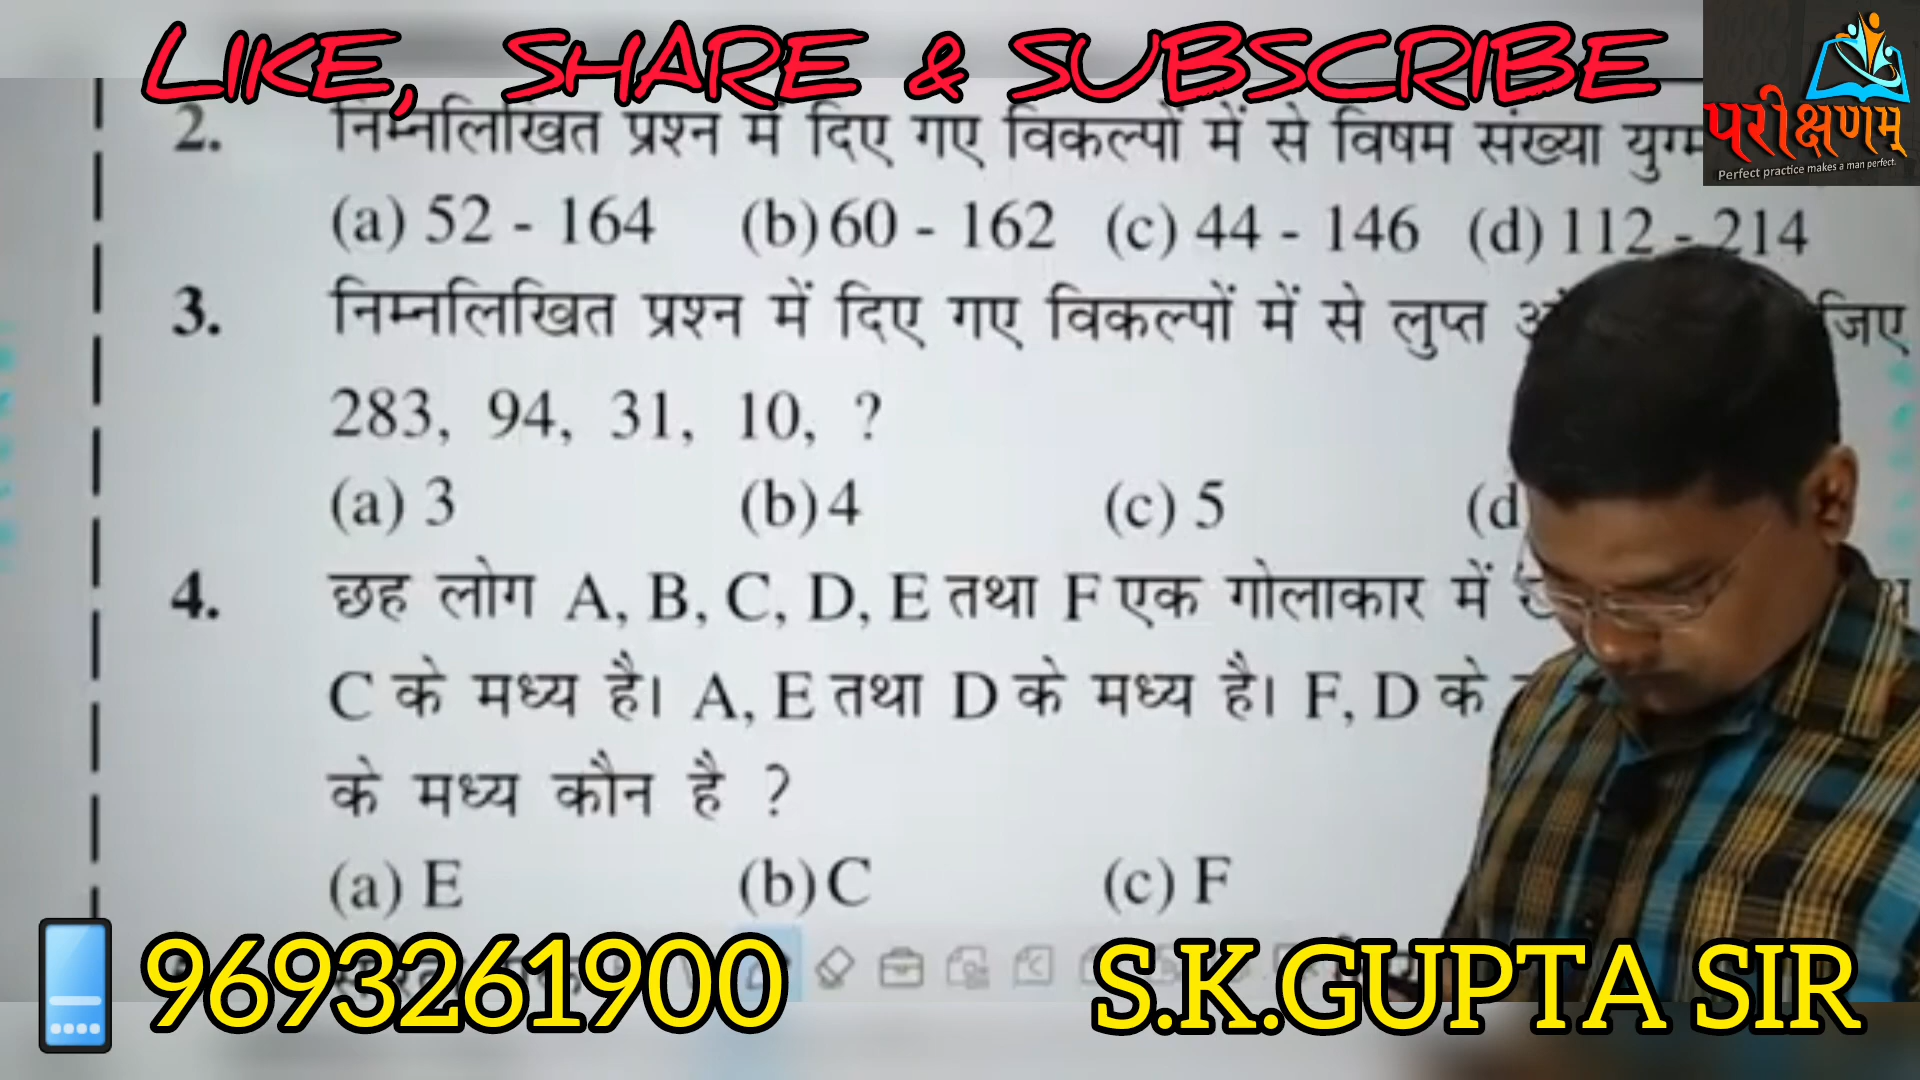 LIKE, SHARE & SUBSCRIBE
परीक्षणम्
Perfect practice makes a man perfect.
2. निम्नलिखित प्रश्न में दिए गए विकल्पों में से विषम संख्या युग्म
(a) 52 - 164 (b) 60 - 162 (c) 44 - 146 (d) 112 - 214
3. निम्नलिखित प्रश्न में दिए गए विकल्पों में से लुप्त
283, 94, 31, 10, ?
(a) 3 (b) 4 (c) 5 (d
4. छह लोग A, B, C, D, E तथा F एक गोलाकार में
C के मध्य है। A, E तथा D के मध्य है। F, D के
के मध्य कौन है ?
(a) E (b) C (c) F
9693261900 S.K.GUPTA SIR